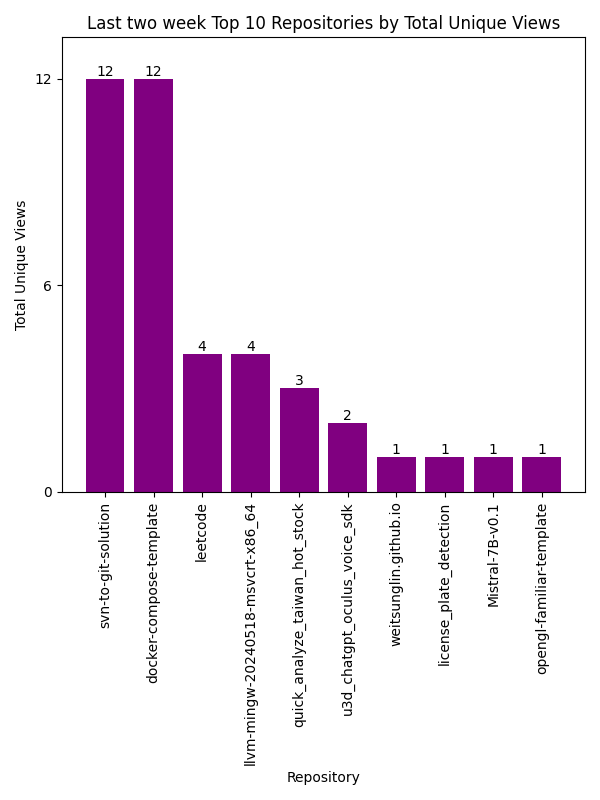 Last two week Top 10 Repositories by Total Unique Views
Total Unique Views
12
6
0
12
12
4
4
3
2
1
1
1
1
svn-to-git-solution
docker-compose-template
leetcode
llvm-mingw-20240518-msvcrt-x86_64
quick_analyze_taiwan_hot_stock
u3d_chatgpt_oculus_voice_sdk
weitsunglin.github.io
license_plate_detection
Mistral-7B-v0.1
opengl-familiar-template
Repository